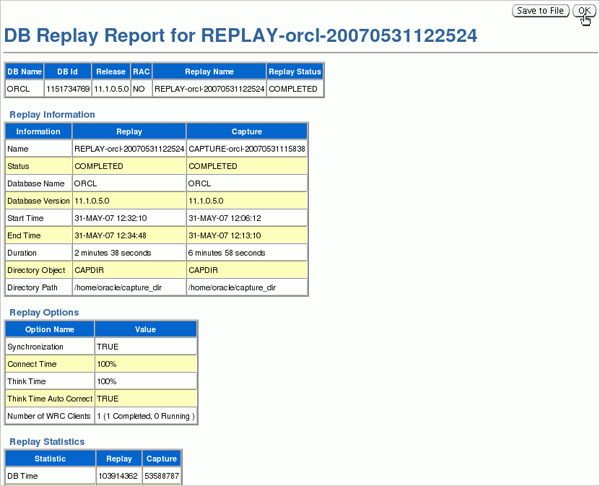 Save to File OK
DB Replay Report for REPLAY-orcl-20070531122524
DB Name DB Id Release RAC Replay Name Replay Status
ORCL 1151734769 11.1.0.5.0 NO REPLAY-orcl-20070531122524 COMPLETED
Replay Information
Information Replay Capture
Name REPLAY-orcl-20070531122524 CAPTURE-orcl-20070531115838
Status COMPLETED COMPLETED
Database Name ORCL ORCL
Database Version 11.1.0.5.0 11.1.0.5.0
Start Time 31-MAY-07 12:32:10 31-MAY-07 12:06:12
End Time 31-MAY-07 12:34:48 31-MAY-07 12:13:10
Duration 2 minutes 38 seconds 6 minutes 58 seconds
Directory Object CAPDIR CAPDIR
Directory Path /home/oracle/capture_dir /home/oracle/capture_dir
Replay Options
Option Name Value
Synchronization TRUE
Connect Time 100%
Think Time 100%
Think Time Auto Correct TRUE
Number of WRC Clients 1 (1 Completed, 0 Running )
Replay Statistics
Statistic Replay Capture
DB Time 103914362 53588787